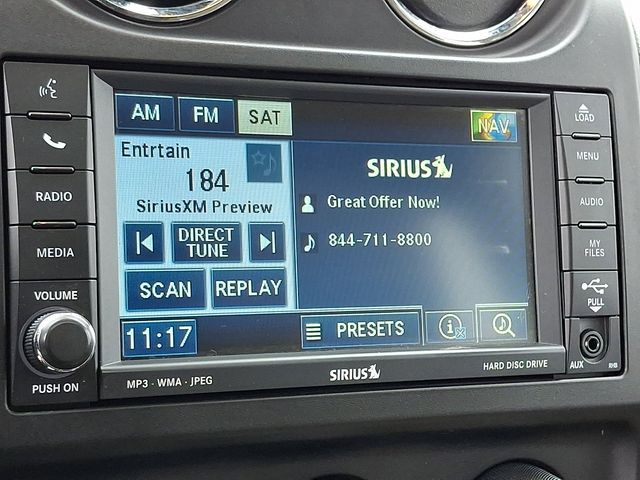 AM FM SAT NAV
Entrtain
184
SiriusXM Preview
DIRECT
TUNE
SCAN REPLAY
11:17
SIRIUS
Great Offer Now!
844-711-8800
PRESETS
RADIO
MEDIA
VOLUME
PUSH ON
LOAD
MENU
AUDIO
MY
FILES
PULL
AUX RHB
MP3 · WMA · JPEG
SIRIUS
HARD DISC DRIVE